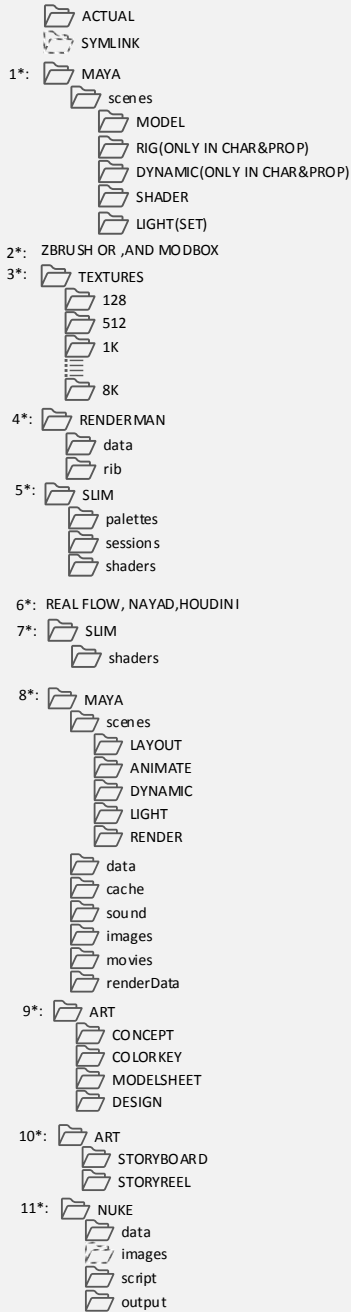 ACTUAL
SYMLINK
1*: MAYA
scenes
MODEL
RIG(ONLY IN CHAR&PROP)
DYNAMIC(ONLY IN CHAR&PROP)
SHADER
LIGHT(SET)
2*: ZBRUSH OR ,AND MODBOX
3*: TEXTURES
128
512
1K
8K
4*: RENDERMAN
data
rib
5*: SLIM
palettes
sessions
shaders
6*: REAL FLOW, NAYAD,HOUDINI
7*: SLIM
shaders
8*: MAYA
scenes
LAYOUT
ANIMATE
DYNAMIC
LIGHT
RENDER
data
cache
sound
images
movies
renderData
9*: ART
CONCEPT
COLORKEY
MODELSHEET
DESIGN
10*: ART
STORYBOARD
STORYREEL
11*: NUKE
data
images
script
output